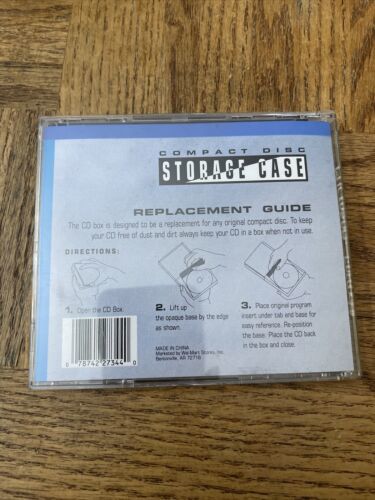 COMPACT DISC
STORAGE CASE
REPLACEMENT GUIDE
The CD box is designed to be a replacement for any original compact disc. To keep
your CD free of dust and dirt always keep your CD in a box when not in use.
DIRECTIONS:
1. Open the CD Box.
2. Lift up
the opaque base by the edge
as shown.
3. Place original program
insert under tab and base for
easy reference. Re-position
the base. Place the CD back
in the box and close.
MADE IN CHINA
Marketed by Wal-Mart Stores, Inc.
Bentonville, AR 72716
0 78742 27344 0